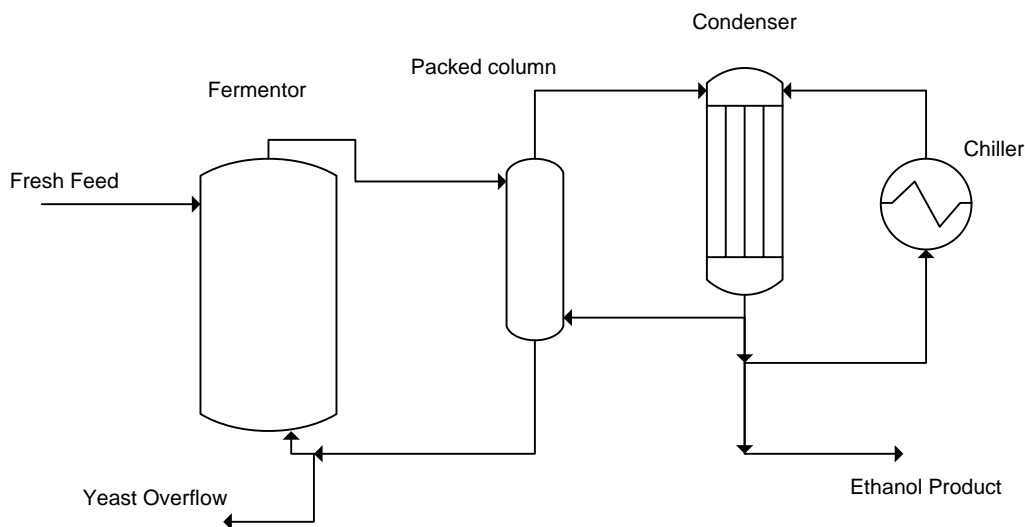 Condenser
Packed column
Fermentor
Chiller
Fresh Feed
Ethanol Product
Yeast Overflow